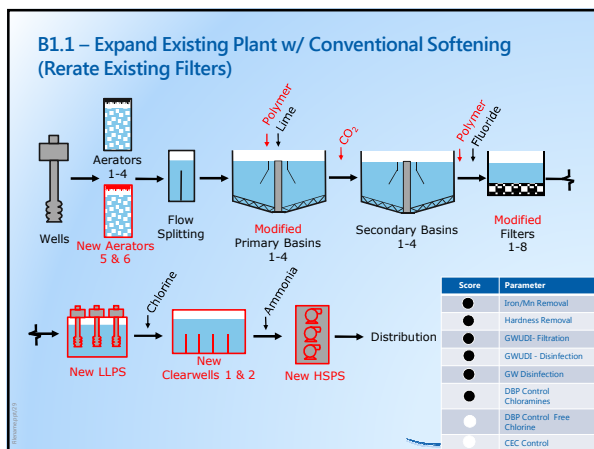 B1.1 – Expand Existing Plant w/ Conventional Softening
(Rerate Existing Filters)
Polymer
Lime
CO2
Polymer
Fluoride
Wells
Aerators
1-4
New Aerators
5 & 6
Flow
Splitting
Modified
Primary Basins
1-4
Secondary Basins
1-4
Modified
Filters
1-8
Chlorine
Ammonia
New LLPS
New
Clearwells 1 & 2
New HSPS
Distribution
Score Parameter
Iron/Mn Removal
Hardness Removal
GWUDI- Filtration
GWUDI - Disinfection
GW Disinfection
DBP Control
Chloramines
DBP Control Free
Chlorine
CEC Control